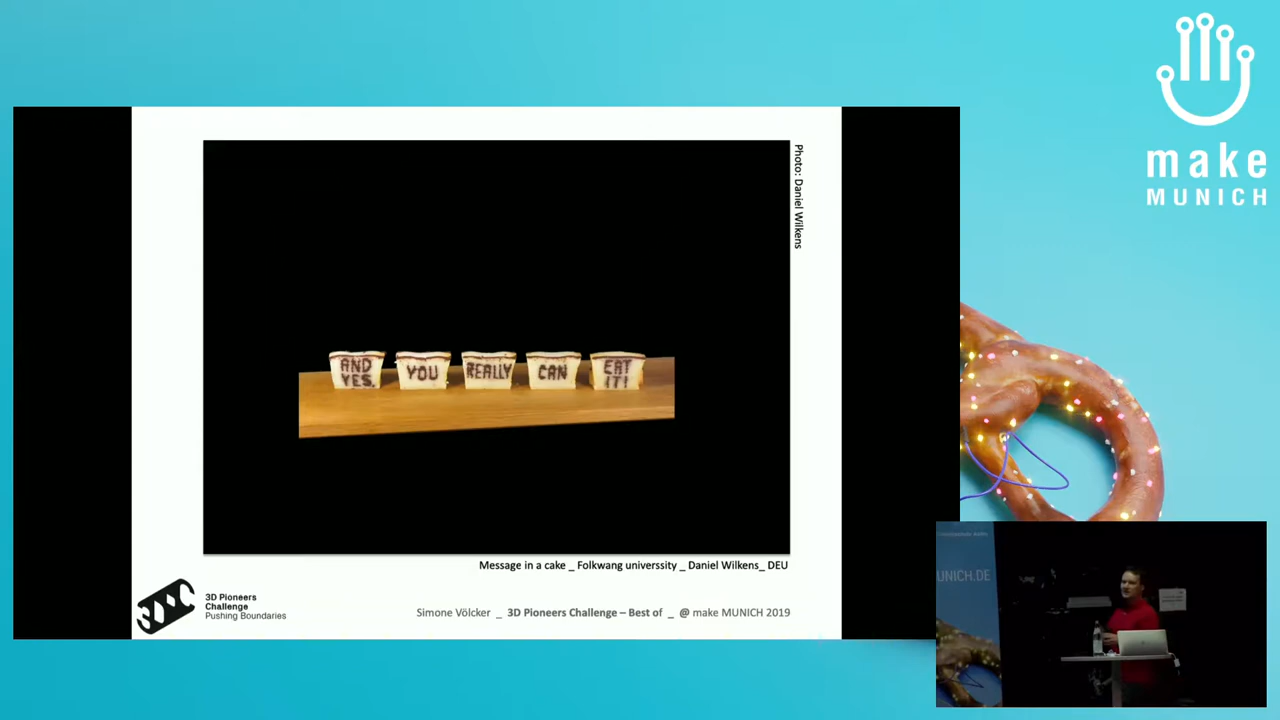 make
MUNICH
Photo: Daniel Wilkens
AND
YES,
YOU
REALLY
CAN
EAT
IT!
Message in a cake _ Folkwang universsity _ Daniel Wilkens_ DEU
3D Pioneers
Challenge
Pushing Boundaries
Simone Völcker _ 3D Pioneers Challenge – Best of _ @ make MUNICH 2019
UNICH.DE